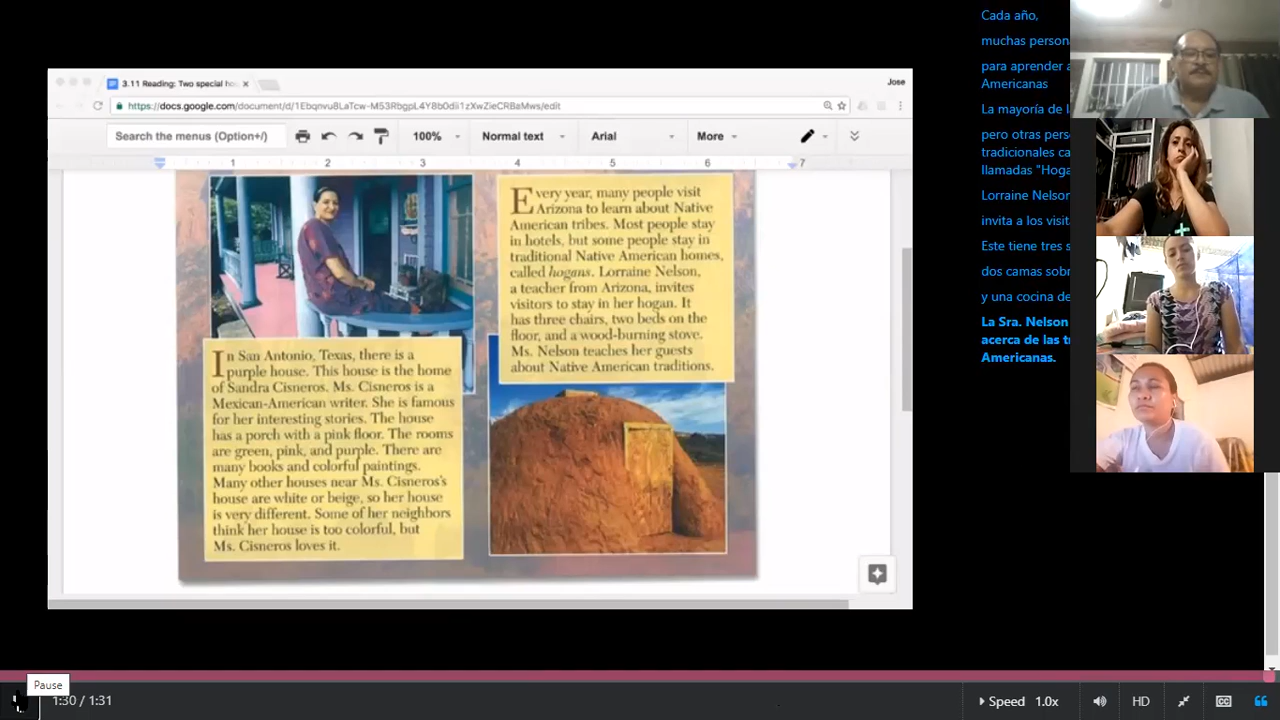 3.11 Reading: Two special ho
Jose
https://docs.google.com/document/d/1Ebqnvu8LaTcw-M53RbgpL4Y8b0dii1zXwZieCRBaMws/edit
Search the menus (Option+/)
100%
Normal text
Arial
More
1 2 3 4 5 6 7
In San Antonio, Texas, there is a
purple house. This house is the home
of Sandra Cisneros. Ms. Cisneros is a
Mexican-American writer. She is famous
for her interesting stories. The house
has a porch with a pink floor. The rooms
are green, pink, and purple. There are
many books and colorful paintings.
Many other houses near Ms. Cisneros's
house are white or beige, so her house
is very different. Some of her neighbors
think her house is too colorful, but
Ms. Cisneros loves it.
Every year, many people visit
Arizona to learn about Native
American tribes. Most people stay
in hotels, but some people stay in
traditional Native American homes,
called hogans. Lorraine Nelson,
a teacher from Arizona, invites
visitors to stay in her hogan. It
has three chairs, two beds on the
floor, and a wood-burning stove.
Ms. Nelson teaches her guests
about Native American traditions.
Cada año,
muchas person
para aprender a
Americanas
La mayoría de l
pero otras pers
tradicionales ca
llamadas "Hoga
Lorraine Nelson
invita a los visit
Este tiene tres s
dos camas sob
y una cocina de
La Sra. Nelson
acerca de las t
Americanas.
Pause
1:30 / 1:31
Speed 1.0x
HD
CC